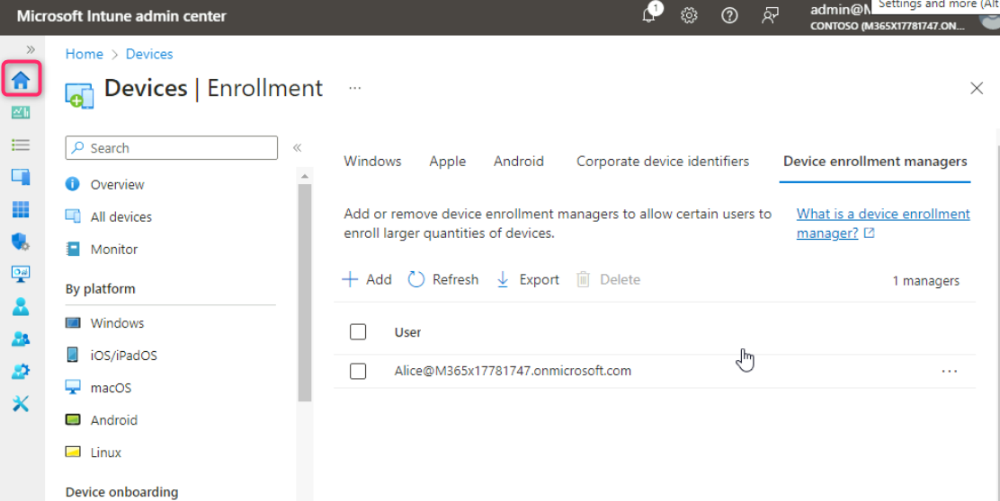 Microsoft Intune admin center
1
Settings and more (Alt
admin@M
CONTOSO (M365X17781747.ON...
Home > Devices
Devices | Enrollment ...
Search
Overview
All devices
Monitor
By platform
Windows
iOS/iPadOS
macOS
Android
Linux
Device onboarding
Windows Apple Android Corporate device identifiers Device enrollment managers
Add or remove device enrollment managers to allow certain users to
enroll larger quantities of devices.
What is a device enrollment
manager?
Add Refresh Export Delete
1 managers
User
Alice@M365x17781747.onmicrosoft.com ...